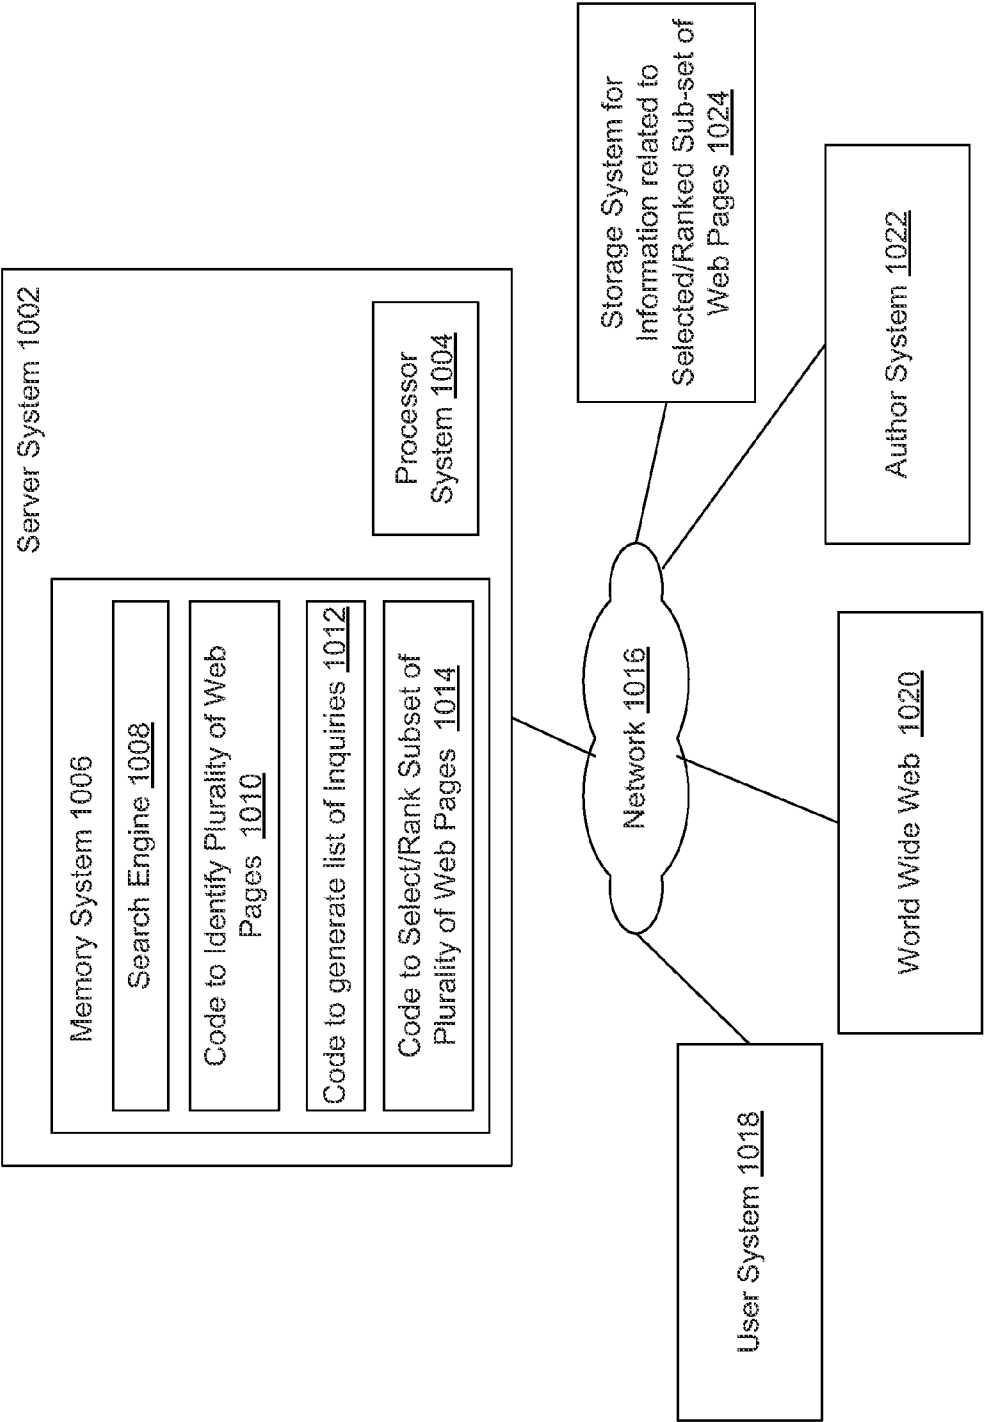 Server System 1002
Memory System 1006
Search Engine 1008
Code to Identify Plurality of Web
Pages 1010
Code to generate list of Inquiries 1012
Code to Select/Rank Subset of
Plurality of Web Pages 1014
Processor
System 1004
Network 1016
User System 1018
World Wide Web 1020
Author System 1022
Storage System for
Information related to
Selected/Ranked Sub-set of
Web Pages 1024